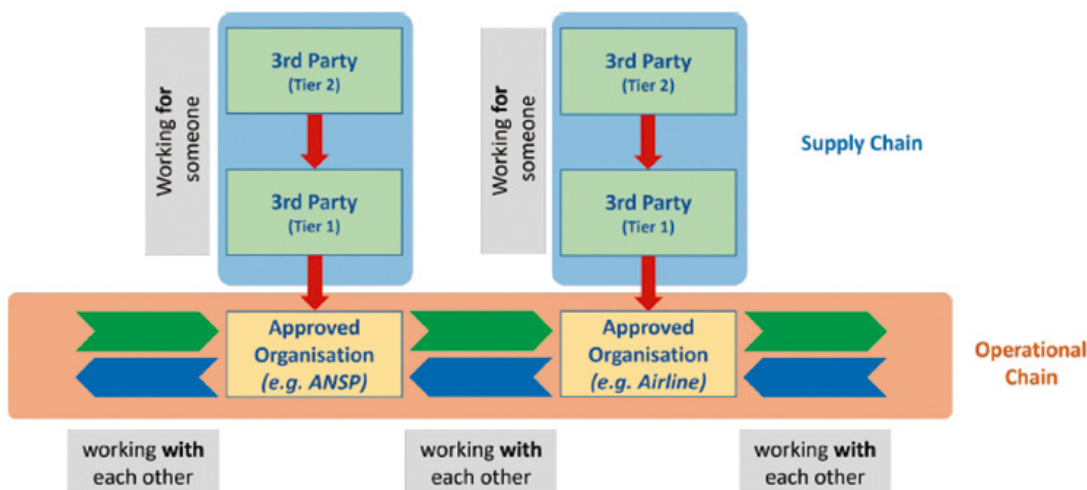 Working for
someone
3rd Party
(Tier 2)
3rd Party
(Tier 1)
Working for
someone
3rd Party
(Tier 2)
3rd Party
(Tier 1)
Supply Chain
Approved
Organisation
(e.g. ANSP)
Approved
Organisation
(e.g. Airline)
Operational
Chain
working with
each other
working with
each other
working with
each other